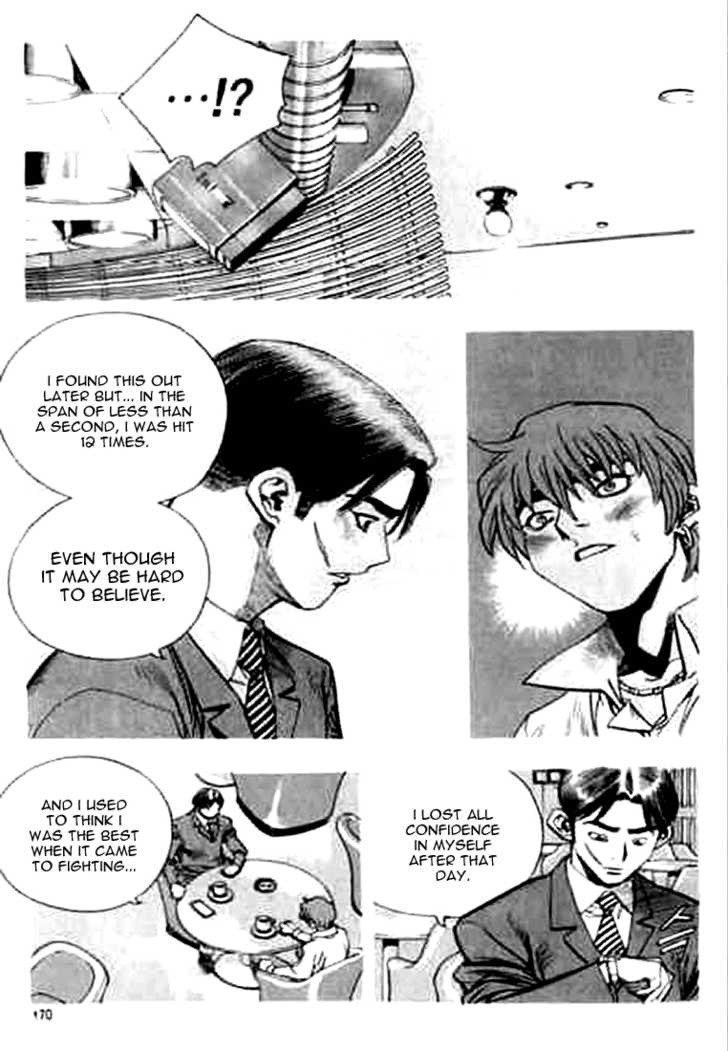 ...!?
I FOUND THIS OUT
LATER BUT... IN THE
SPAN OF LESS THAN
A SECOND, I WAS HIT
12 TIMES.
EVEN THOUGH
IT MAY BE HARD
TO BELIEVE.
AND I USED
TO THINK I
WAS THE BEST
WHEN IT CAME
TO FIGHTING...
I LOST ALL
CONFIDENCE
IN MYSELF
AFTER THAT
DAY.
170